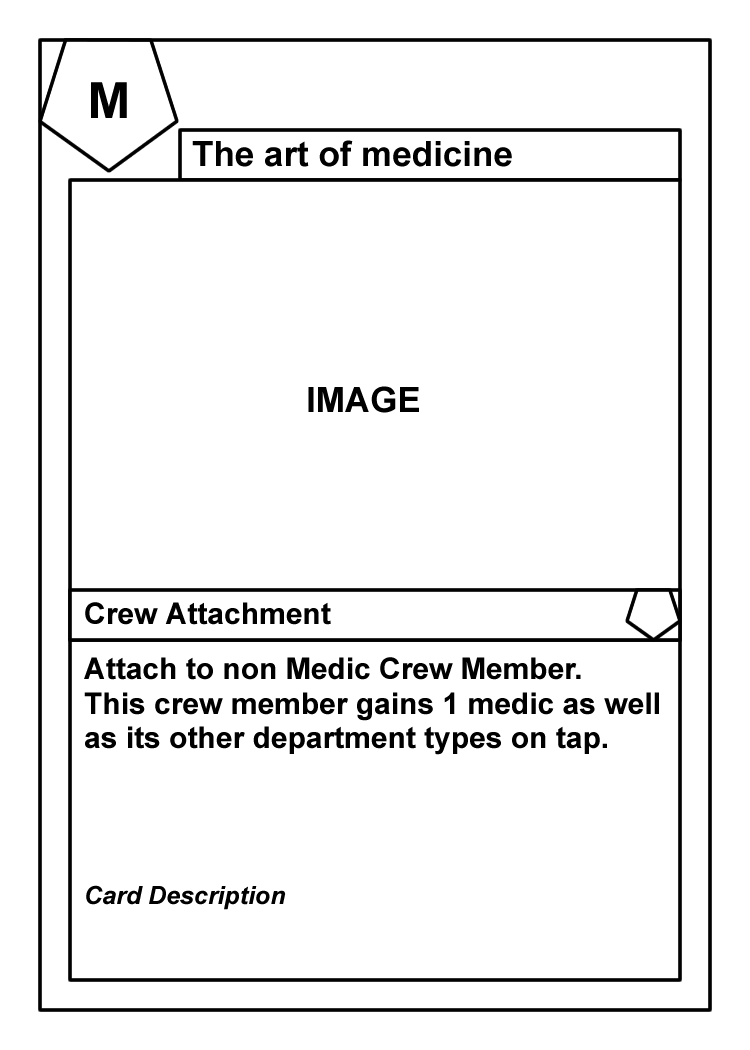 M
The art of medicine
IMAGE
Crew Attachment
Attach to non Medic Crew Member.
This crew member gains 1 medic as well
as its other department types on tap.
Card Description